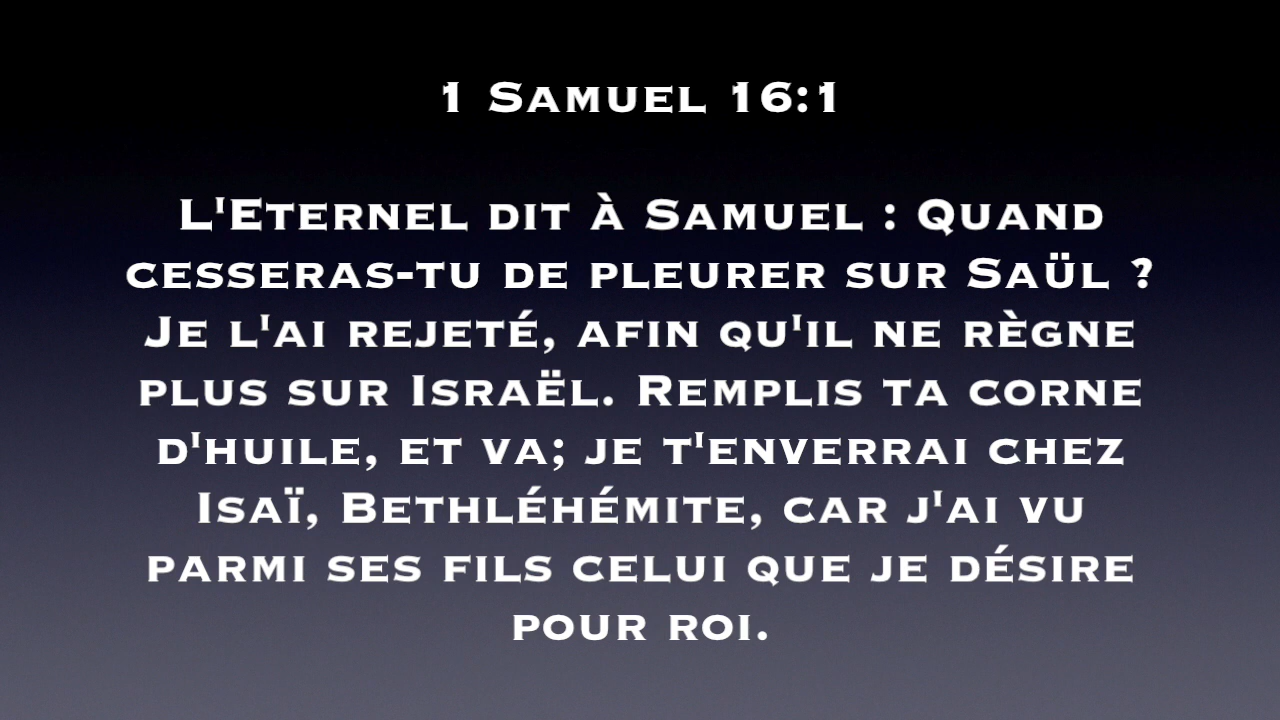 1 Samuel 16:1
L'Eternel dit à Samuel : Quand
cesseras-tu de pleurer sur Saül ?
Je l'ai rejeté, afin qu'il ne règne
plus sur Israël. Remplis ta corne
d'huile, et va; je t'enverrai chez
Isaï, Bethléhémite, car j'ai vu
parmi ses fils celui que je désire
pour roi.